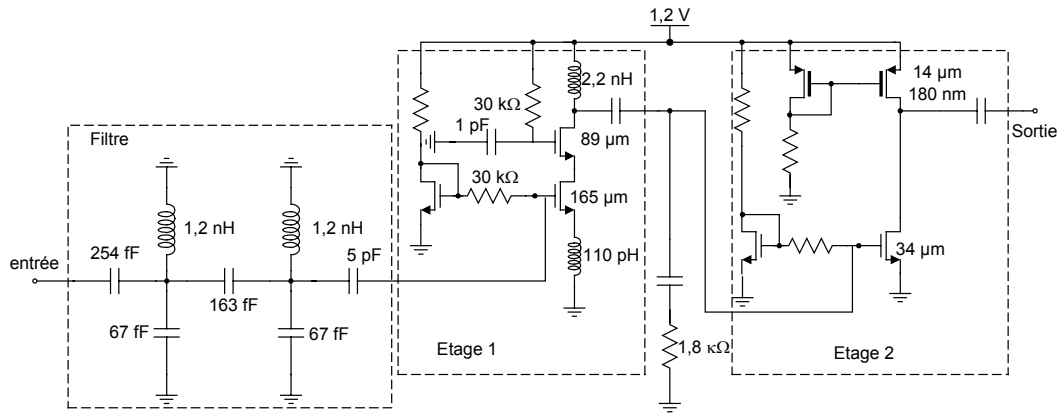 1,2 V
2,2 nH
30 kΩ
1 pF
89 µm
30 kΩ
165 µm
110 pH
Etage 1
Filtre
1,2 nH
1,2 nH
254 fF
5 pF
entrée
163 fF
67 fF
67 fF
1,8 κΩ
14 µm
180 nm
Sortie
34 µm
Etage 2